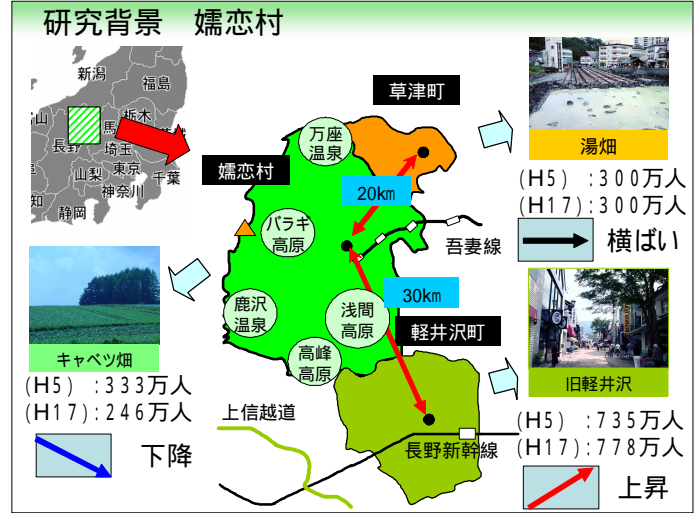 研究背景 嬬恋村
新潟
福島
山
栃木
馬
長野
埼玉
山梨
東京
神奈川
千葉
知
静岡
草津町
万座
温泉
嬬恋村
20km
バラギ
高原
吾妻線
30km
鹿沢
温泉
浅間
高原
高峰
高原
軽井沢町
上信越道
長野新幹線
湯畑
(H5) :300万人
(H17):300万人
横ばい
キャベツ畑
(H5) :333万人
(H17):246万人
下降
旧軽井沢
(H5) :735万人
(H17):778万人
上昇